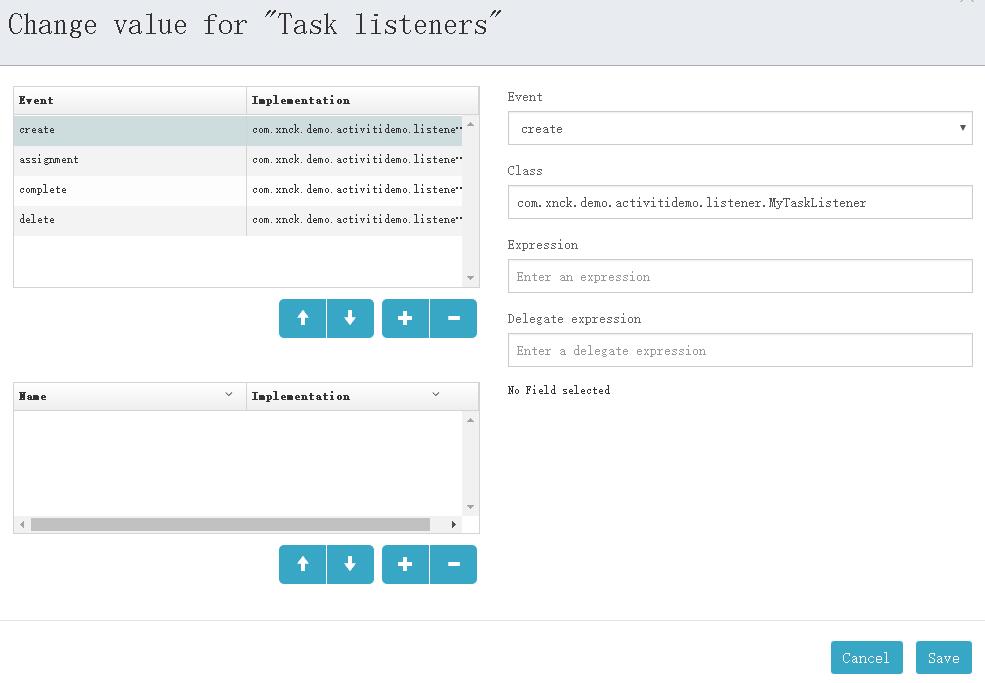 Change value for "Task listeners"
Event Implementation
create com.xnck.demo.activitidemo.listene··
assignment com.xnck.demo.activitidemo.listene··
complete com.xnck.demo.activitidemo.listene··
delete com.xnck.demo.activitidemo.listene··
Name Implementation
Event
create
Class
com.xnck.demo.activitidemo.listener.MyTaskListener
Expression
Enter an expression
Delegate expression
Enter a delegate expression
No Field selected
Cancel Save